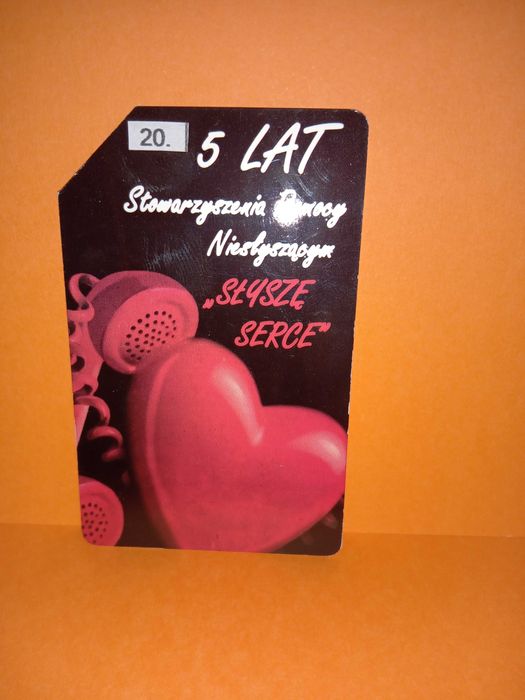 20.
5 LAT
Stowarzyszenia Pomocy
Niesłyszącym
„SŁYSZĘ
SERCE"